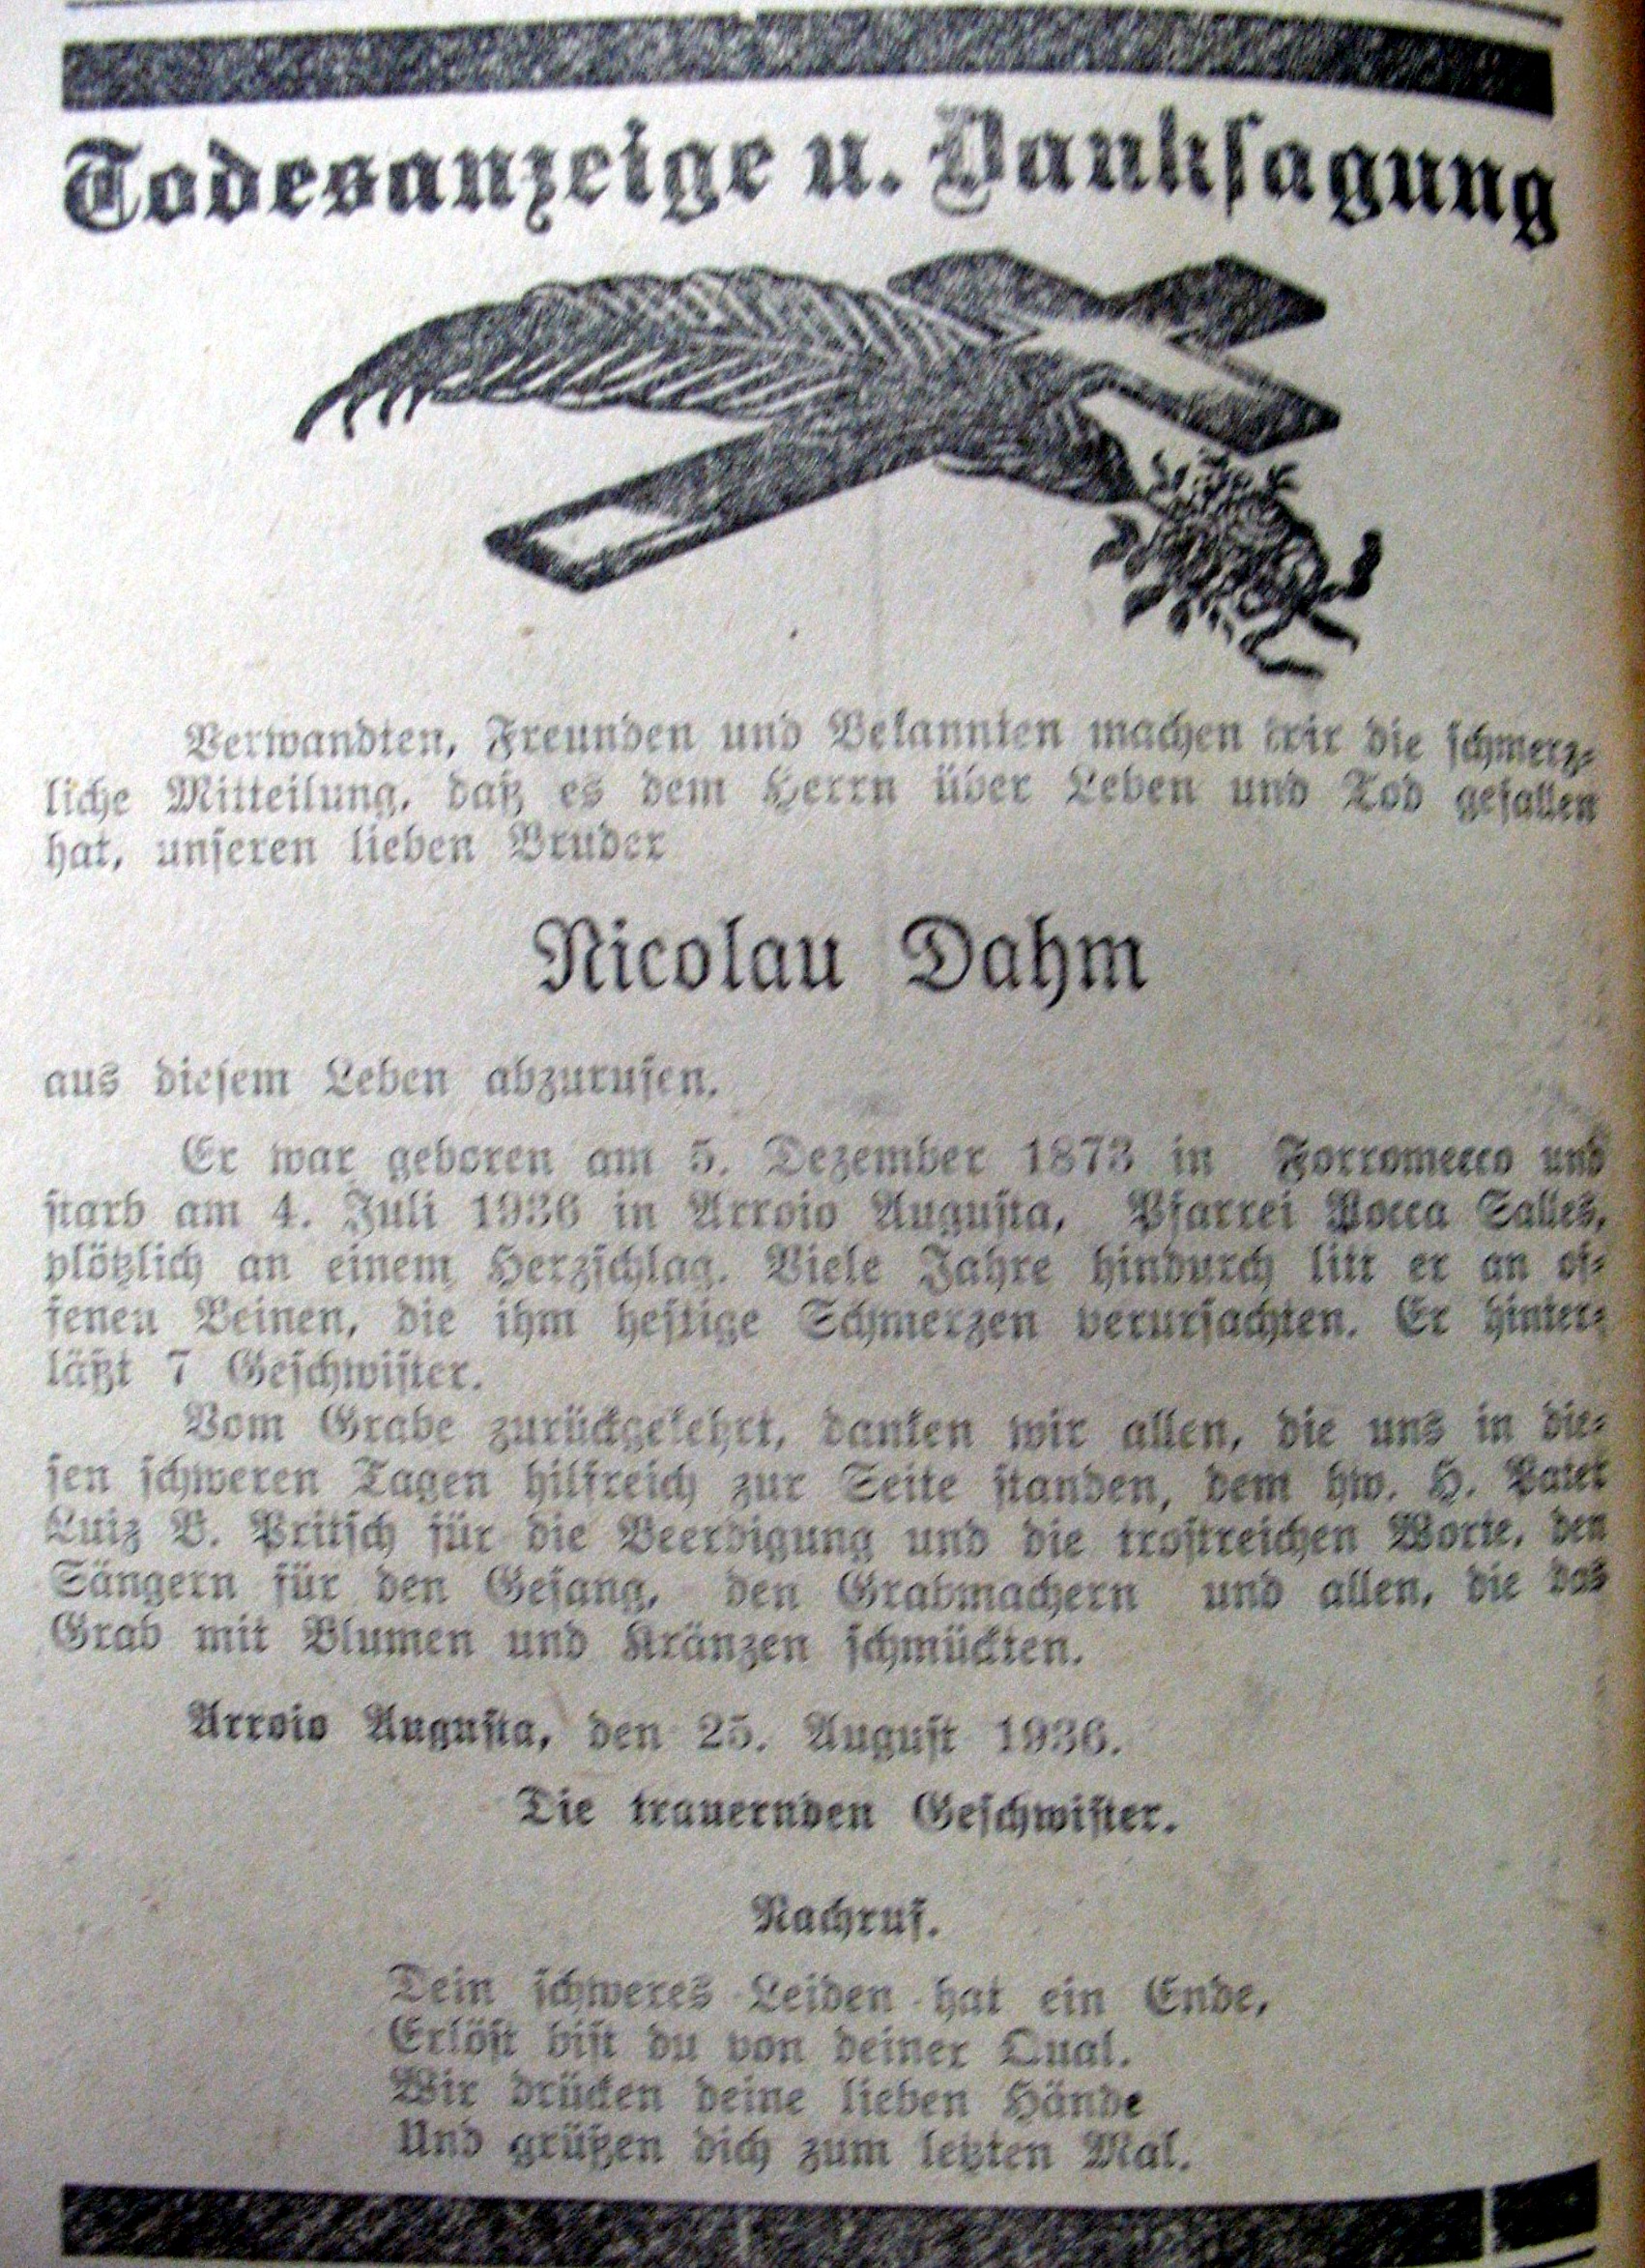 Todesanzeige u. Danksagung
Verwandten, Freunden und Bekannten machen wir die schmerz-
liche Mitteilung, daß es dem Herrn über Leben und Tod gefallen
hat, unseren lieben Bruder
Nicolau Dahm
aus diesem Leben abzurufen.
Er war geboren am 5. Dezember 1873 in Forromecco und
starb am 4. Juli 1936 in Arroio Augusta, Pfarrei Pocca Salles,
plötzlich an einem Herzschlag. Viele Jahre hindurch litt er an of-
fenen Beinen, die ihm heftige Schmerzen verursachten. Er hinter-
läßt 7 Geschwister.
Vom Grabe zurückgekehrt, danken wir allen, die uns in die-
sen schweren Tagen hilfreich zur Seite standen, dem hw. H. Pater
Luiz B. Pritsch für die Beerdigung und die trostreichen Worte, den
Sängern für den Gesang, den Grabmachern und allen, die das
Grab mit Blumen und Kränzen schmückten.
Arroio Augusta, den 25. August 1936.
Die trauernden Geschwister.
Nachruf.
Dein schweres Leiden hat ein Ende,
Erlöst bist du von deiner Qual.
Wir drücken deine lieben Hände
Und grüßen dich zum letzten Mal.